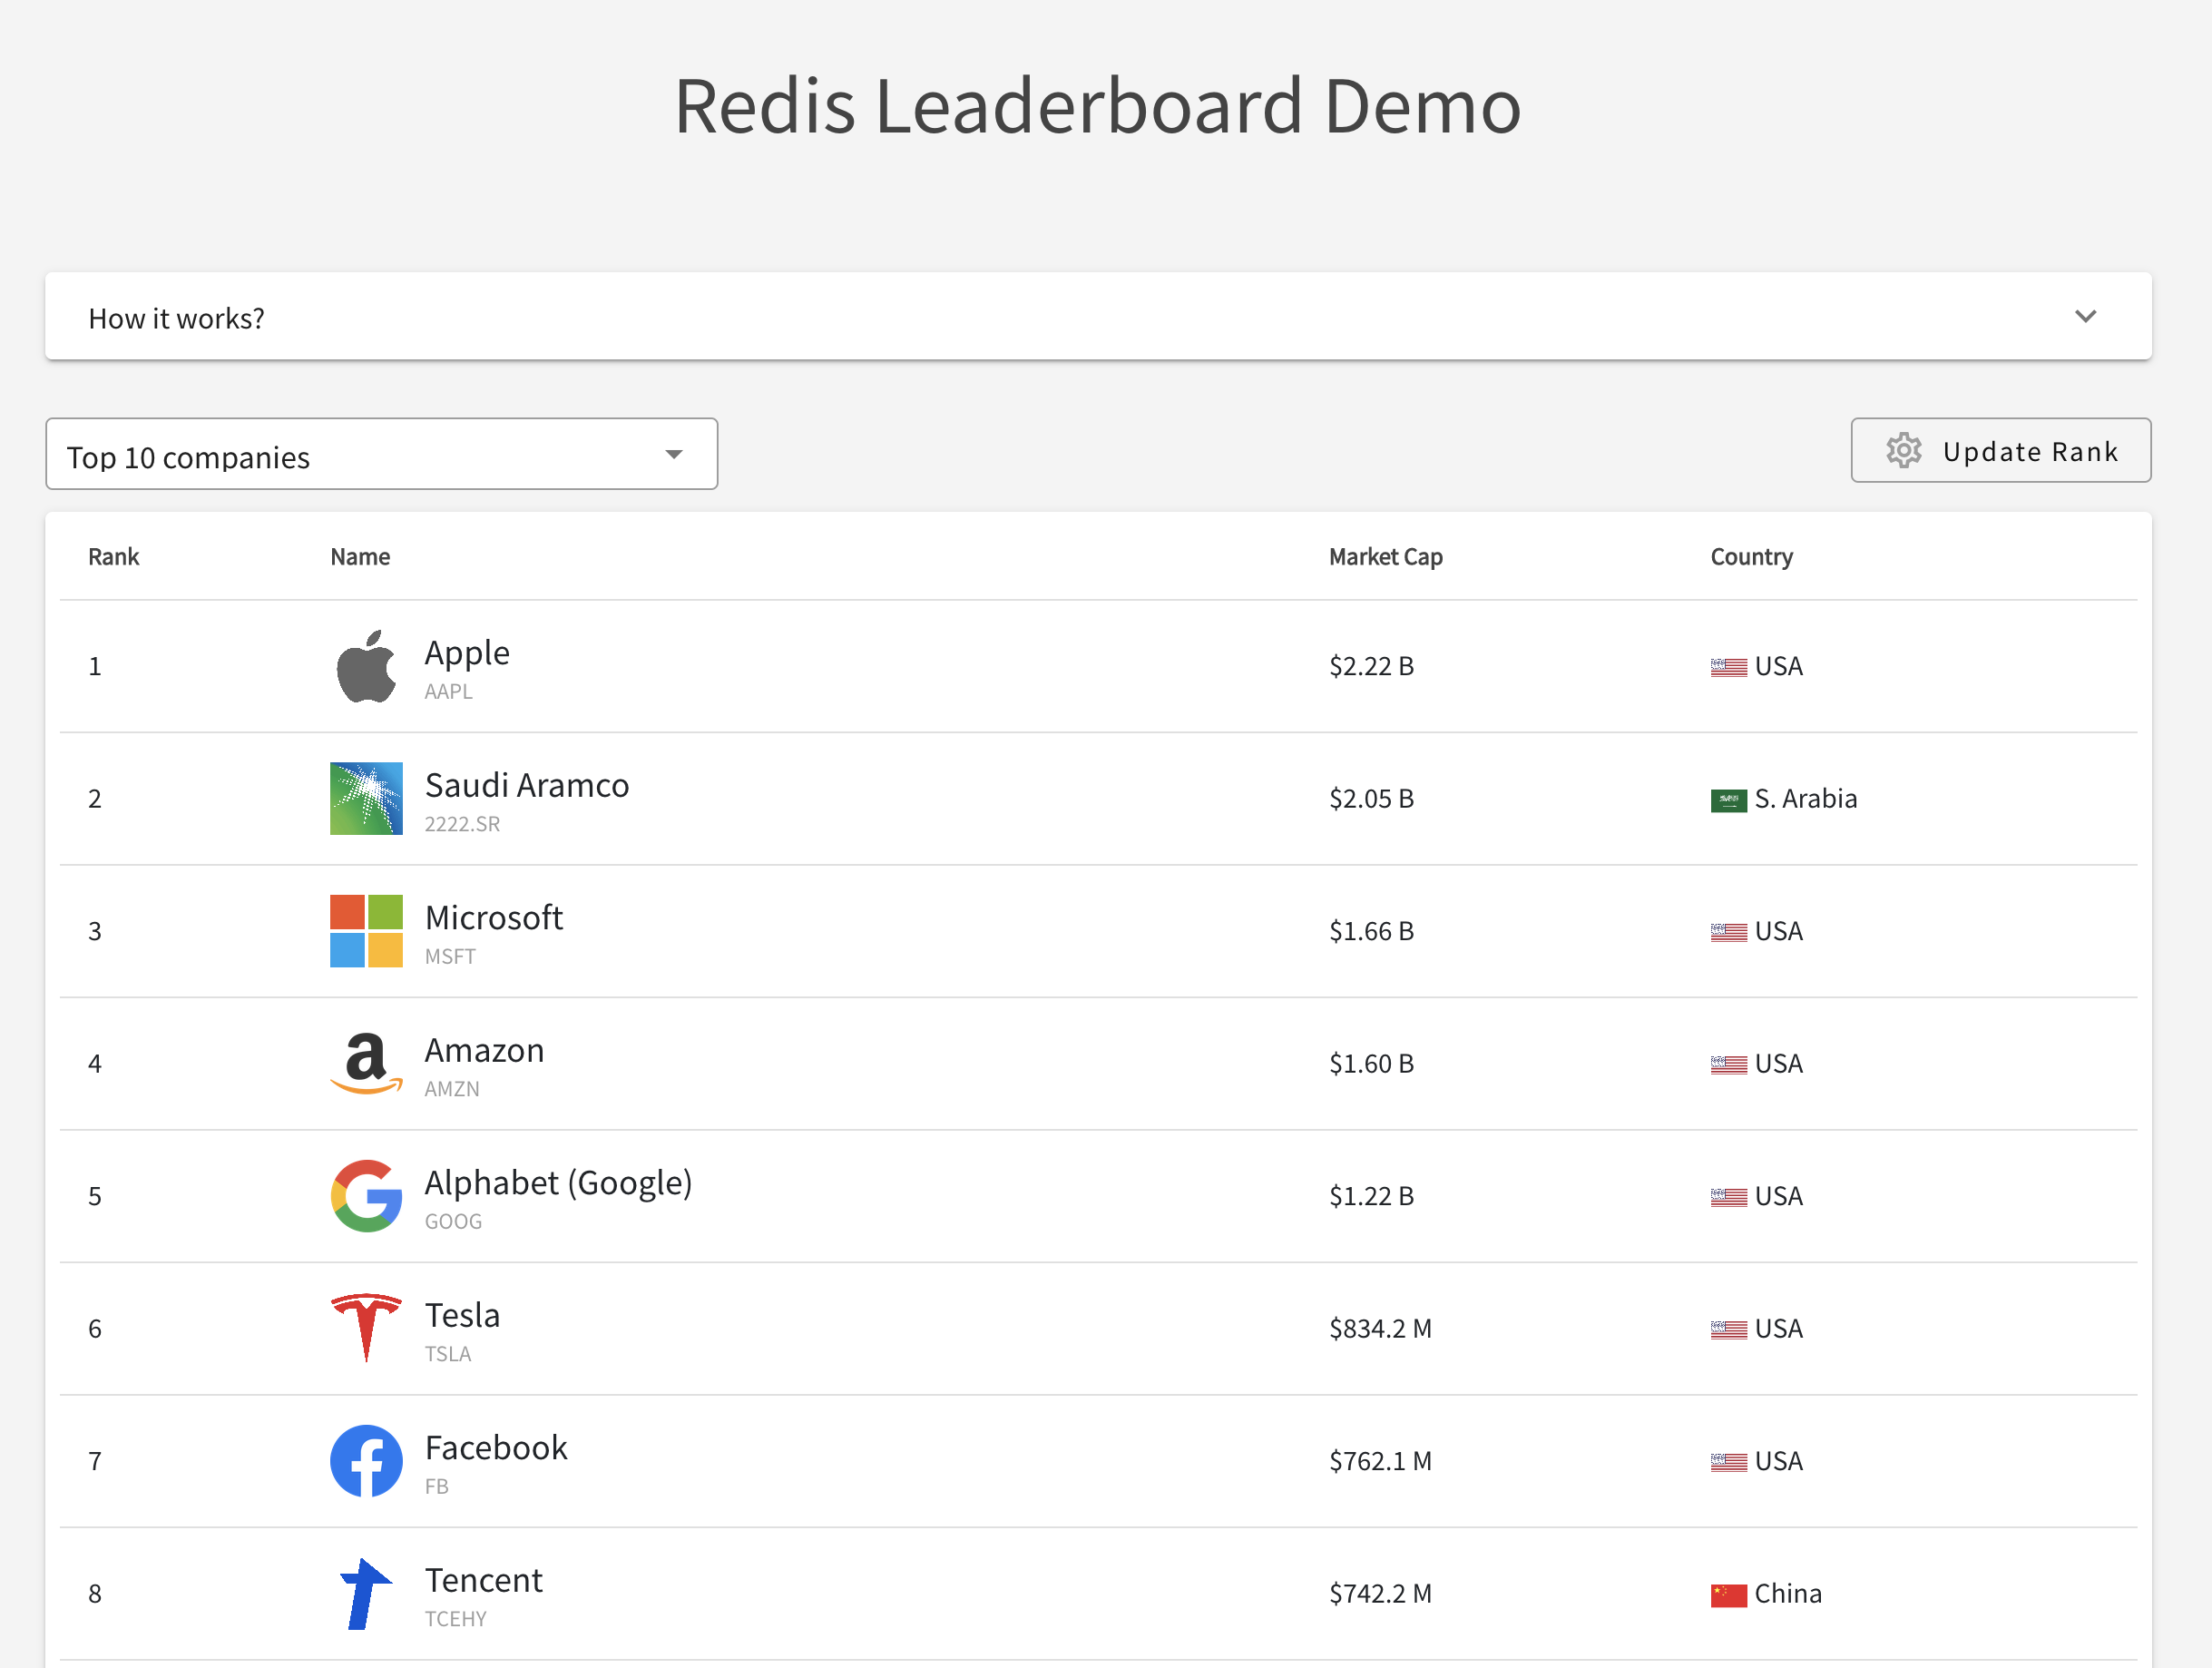 Redis Leaderboard Demo
How it works?
Top 10 companies
Update Rank
Rank Name Market Cap Country
1 Apple $2.22 B USA
AAPL
2 Saudi Aramco $2.05 B S. Arabia
2222.SR
3 Microsoft $1.66 B USA
MSFT
4 Amazon $1.60 B USA
AMZN
5 Alphabet (Google) $1.22 B USA
GOOG
6 Tesla $834.2 M USA
TSLA
7 Facebook $762.1 M USA
FB
8 Tencent $742.2 M China
TCEHY